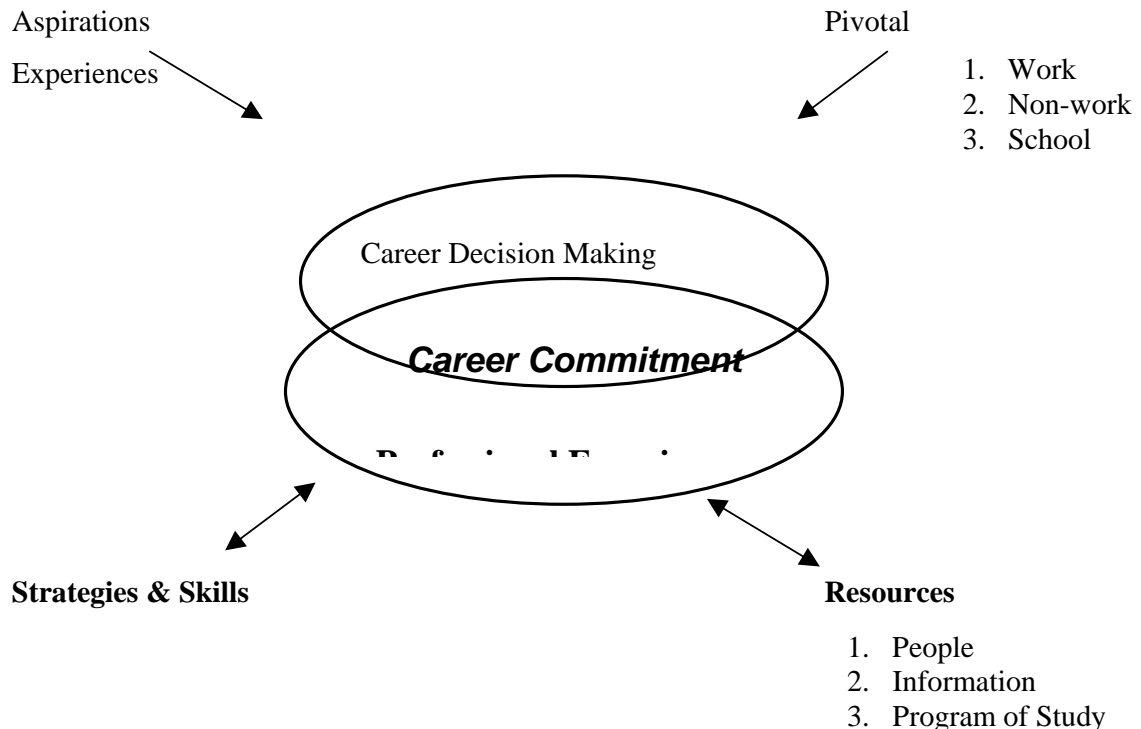 Aspirations
Pivotal
Experiences
1. Work
2. Non-work
3. School
Career Decision Making
Career Commitment
Professional
Strategies & Skills
Resources
1. People
2. Information
3. Program of Study